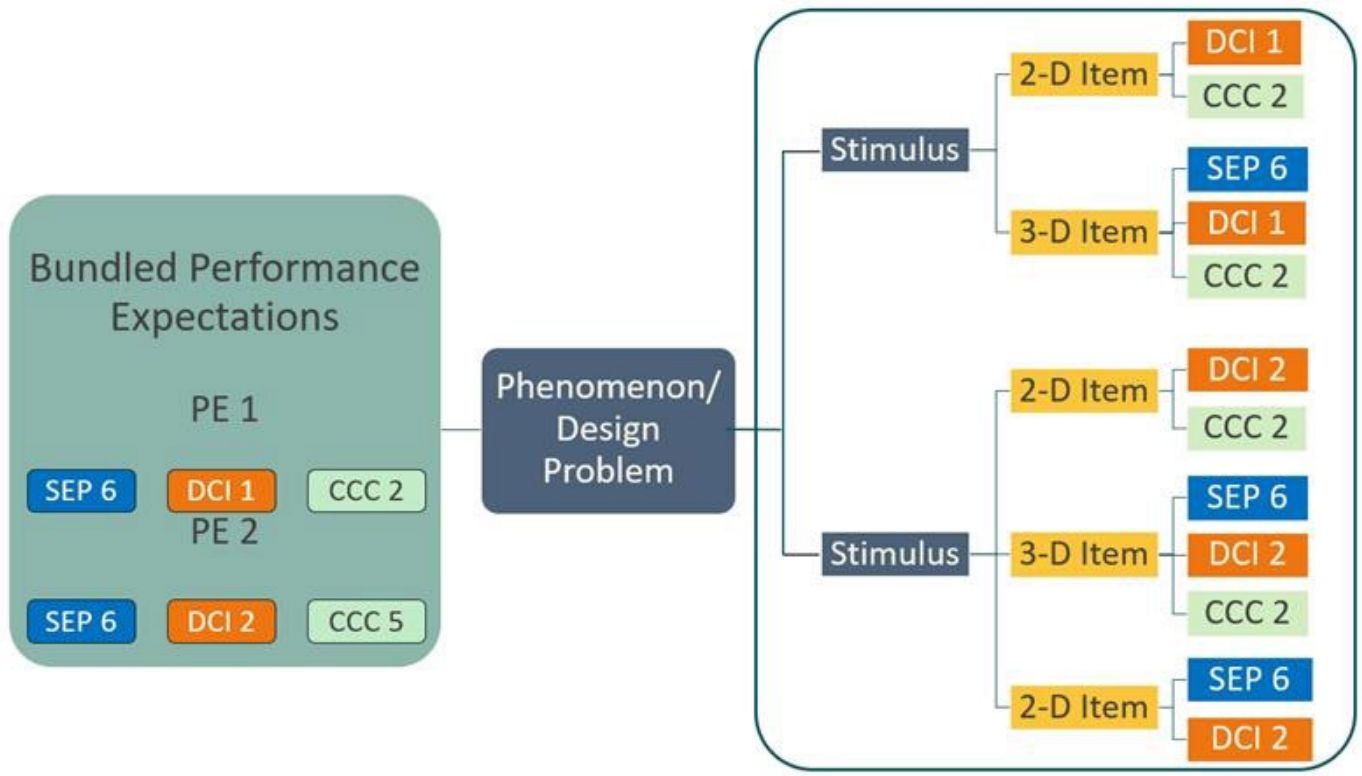 Bundled Performance
Expectations
PE 1
SEP 6 DCI 1 CCC 2
PE 2
SEP 6 DCI 2 CCC 5
Phenomenon/
Design
Problem
Stimulus
2-D Item
DCI 1
CCC 2
3-D Item
SEP 6
DCI 1
CCC 2
Stimulus
2-D Item
DCI 2
CCC 2
3-D Item
SEP 6
DCI 2
CCC 2
2-D Item
SEP 6
DCI 2